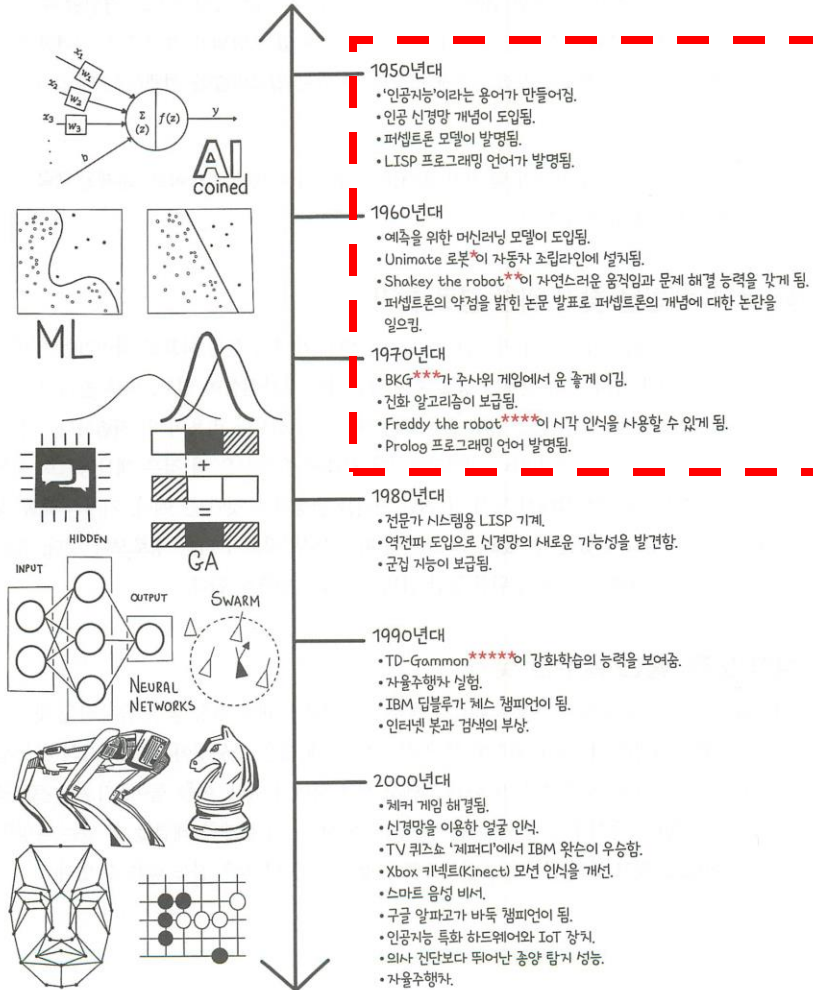 x₁
w₁
x₂
w₂
x₃
w₃
Σ
(z)
f(z)
y
b
AI
coined
1950년대
•'인공지능'이라는 용어가 만들어짐.
•인공 신경망 개념이 도입됨.
•퍼셉트론 모델이 발명됨.
•LISP 프로그래밍 언어가 발명됨.
1960년대
•예측을 위한 머신러닝 모델이 도입됨.
•Unimate 로봇*이 자동차 조립라인에 설치됨.
•Shakey the robot**이 자연스러운 움직임과 문제 해결 능력을 갖게 됨.
•퍼셉트론의 약점을 밝힌 논문 발표로 퍼셉트론의 개념에 대한 논란을
일으킴.
ML
1970년대
•BKG***가 주사위 게임에서 운 좋게 이김.
•진화 알고리즘이 보급됨.
•Freddy the robot****이 시각 인식을 사용할 수 있게 됨.
•Prolog 프로그래밍 언어 발명됨.
+
=
GA
1980년대
•전문가 시스템용 LISP 기계.
•역전파 도입으로 신경망의 새로운 가능성을 발견함.
•군집 지능이 보급됨.
INPUT
HIDDEN
OUTPUT
NEURAL
NETWORKS
SWARM
1990년대
•TD-Gammon*****이 강화학습의 능력을 보여줌.
•자율주행차 실험.
•IBM 딥블루가 체스 챔피언이 됨.
•인터넷 봇과 검색의 부상.
2000년대
•체커 게임 해결됨.
•신경망을 이용한 얼굴 인식.
•TV 퀴즈쇼 '제퍼디'에서 IBM 왓슨이 우승함.
•Xbox 키넥트(Kinect) 모션 인식을 개선.
•스마트 음성 비서.
•구글 알파고가 바둑 챔피언이 됨.
•인공지능 특화 하드웨어와 IoT 장치.
•의사 진단보다 뛰어난 종양 탐지 성능.
•자율주행차.